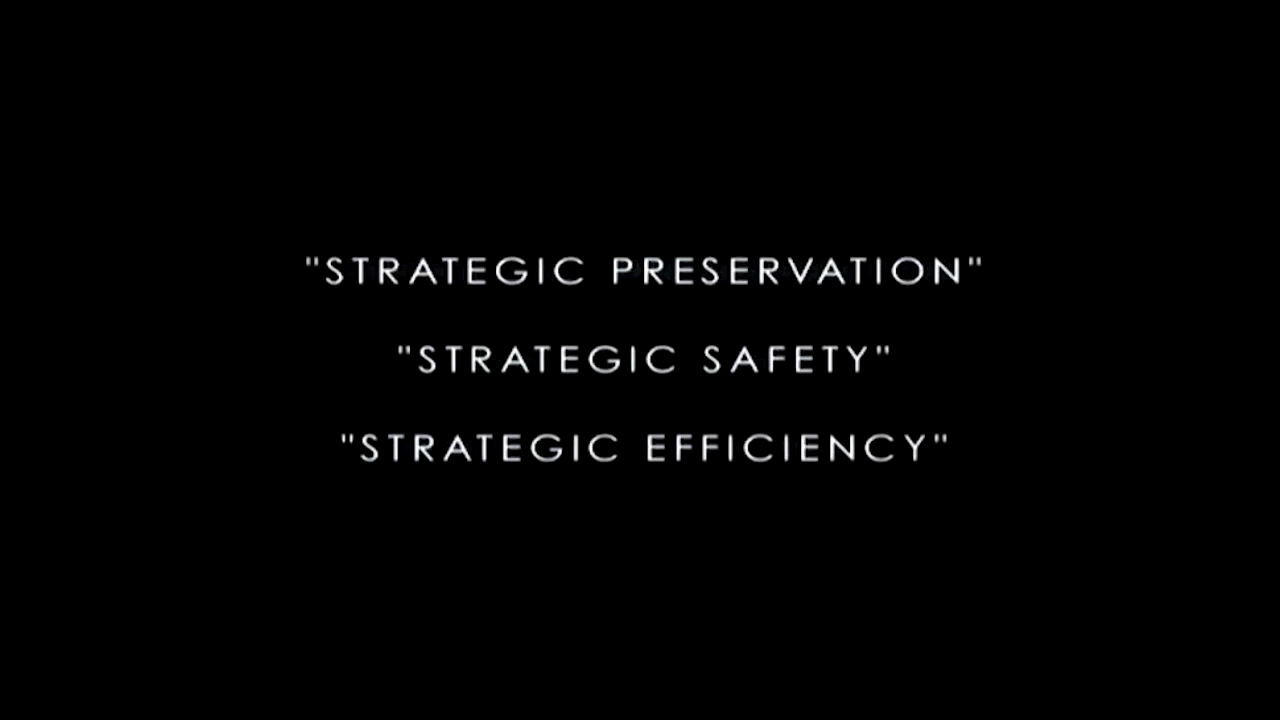 "STRATEGIC PRESERVATION"
"STRATEGIC SAFETY"
"STRATEGIC EFFICIENCY"